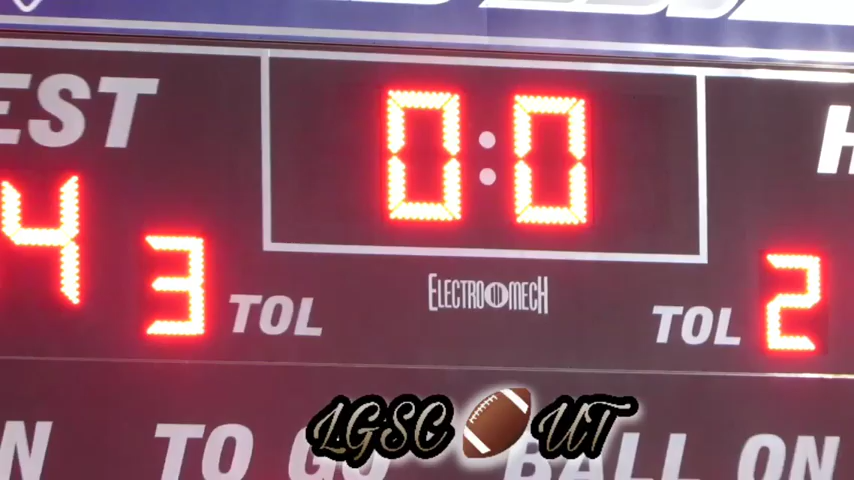 EST 0:0 H
4 3 TOL ELECTRO MECH TOL 2
N TO GO BALL ON
LGSC UT